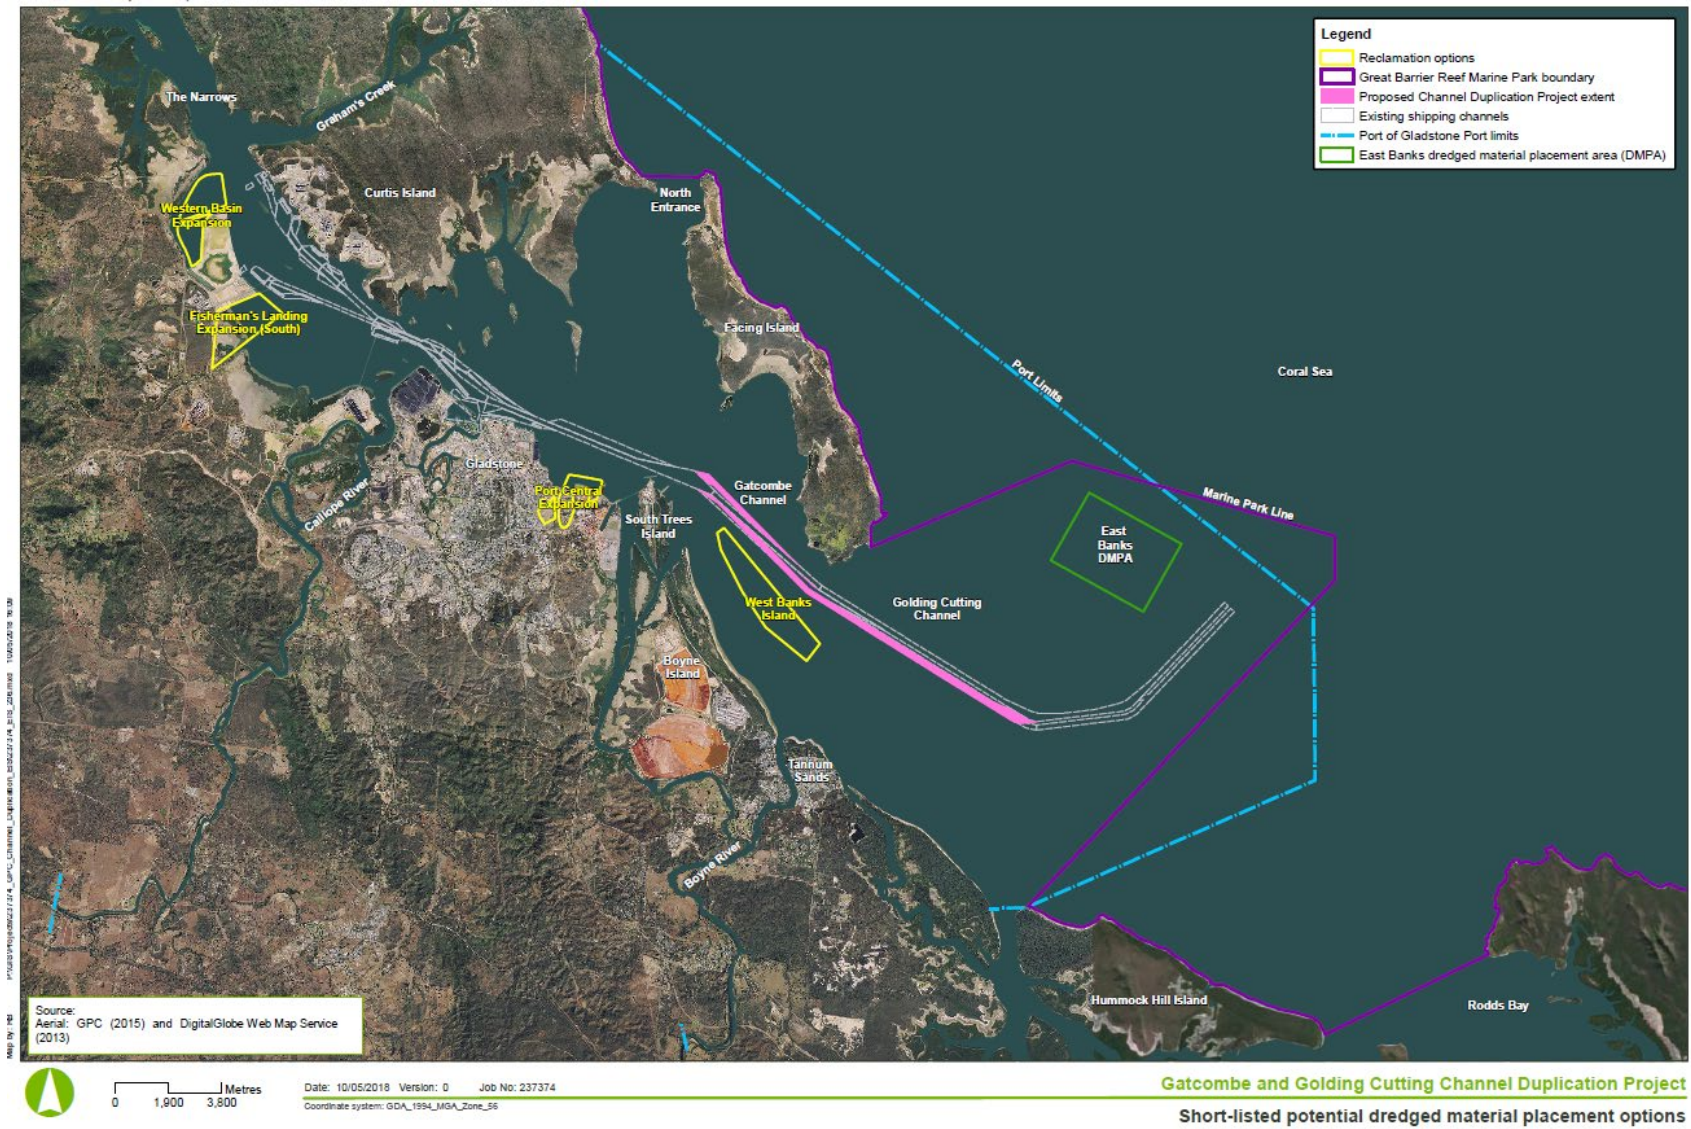 Legend
Reclamation options
Great Barrier Reef Marine Park boundary
Proposed Channel Duplication Project extent
Existing shipping channels
Port of Gladstone Port limits
East Banks dredged material placement area (DMPA)
The Narrows
Graham's Creek
Curtis Island
North
Entrance
Western Basin
Expansion
Fisherman's Landing
Expansion (South)
Facing Island
Port Limits
Coral Sea
Gladstone
Calliope River
Port Central
Expansion
South Trees
Island
Gatcombe
Channel
Marine Park Line
East
Banks
DMPA
West Banks
Island
Golding Cutting
Channel
Boyne
Island
Tannum
Sands
Boyne River
Hummock Hill Island
Rodds Bay
Source:
Aerial: GPC (2015) and DigitalGlobe Web Map Service
(2013)
Map by: RB
Metres
0 1,900 3,800
Date: 10/05/2018 Version: 0 Job No: 237374
Coordinate system: GDA_1994_MGA_Zone_56
Gatcombe and Golding Cutting Channel Duplication Project
Short-listed potential dredged material placement options